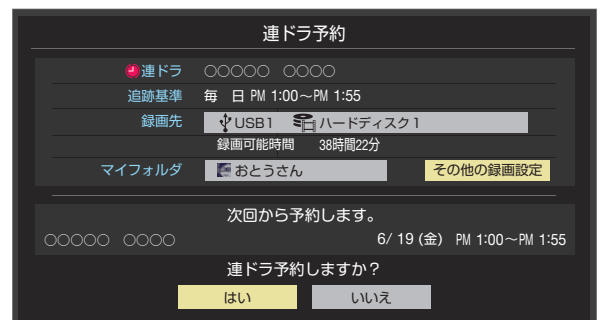 連ドラ予約
連ドラ ○○○○○ ○○○○
追跡基準 毎 日 PM 1:00～PM 1:55
録画先 USB1 ハードディスク1
録画可能時間 38時間22分
マイフォルダ おとうさん その他の録画設定
次回から予約します。
○○○○○ ○○○○ 6/ 19 (金) PM 1:00～PM 1:55
連ドラ予約しますか？
はい いいえ